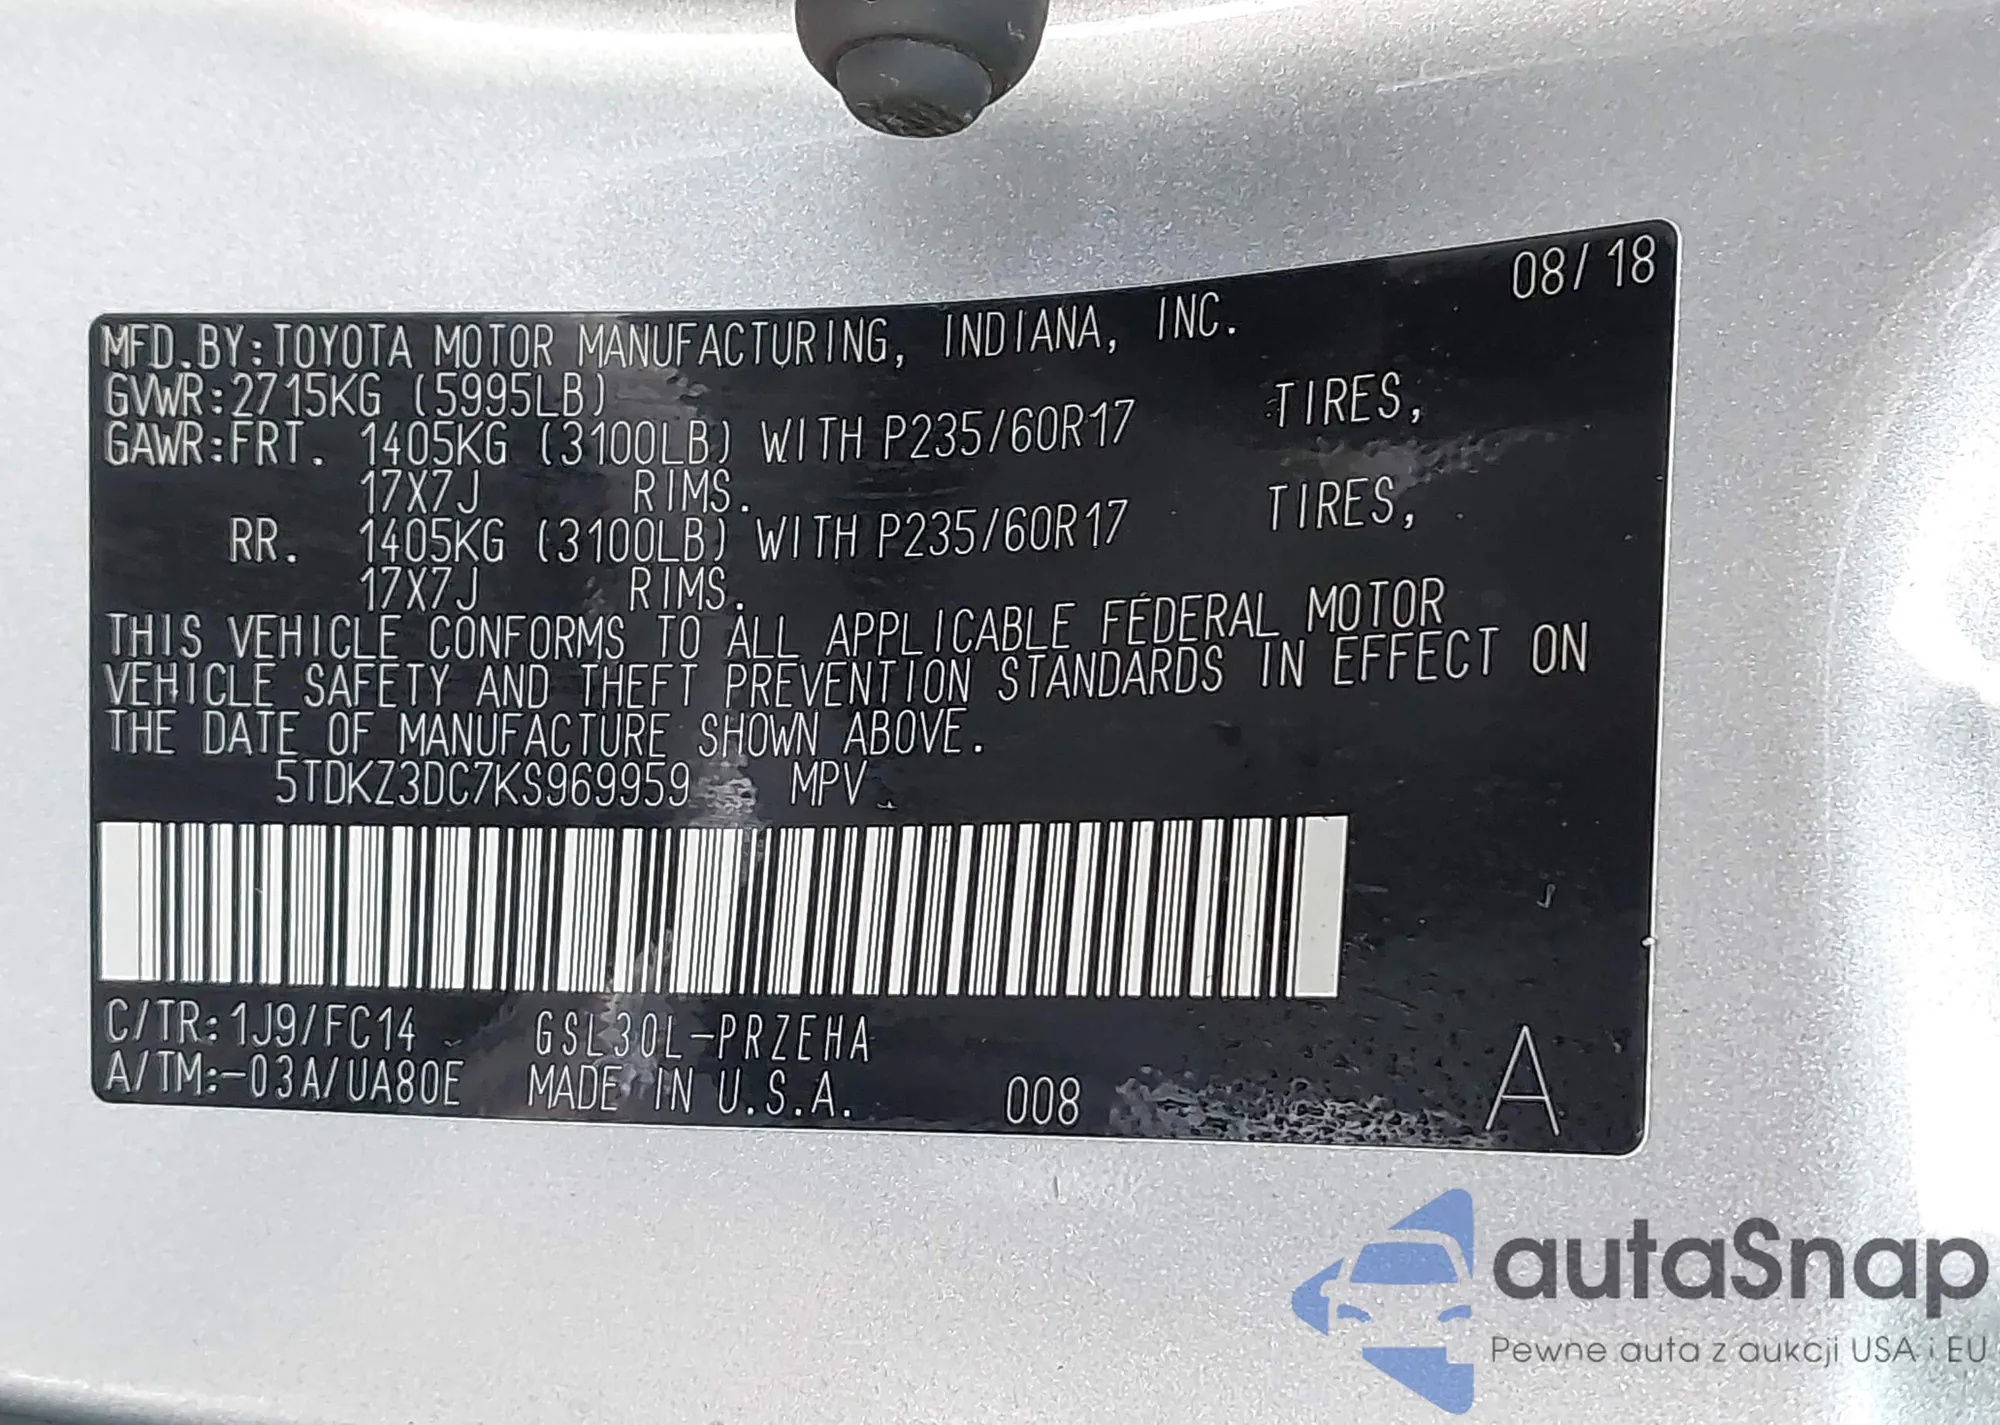 08/18
MFD.BY:TOYOTA MOTOR MANUFACTURING, INDIANA, INC.
GVWR:2715KG (5995LB)
GAWR:FRT. 1405KG (3100LB) WITH P235/60R17 TIRES,
17X7J RIMS.
RR. 1405KG (3100LB) WITH P235/60R17 TIRES,
17X7J RIMS.
THIS VEHICLE CONFORMS TO ALL APPLICABLE FEDERAL MOTOR
VEHICLE SAFETY AND THEFT PREVENTION STANDARDS IN EFFECT ON
THE DATE OF MANUFACTURE SHOWN ABOVE.
5TDKZ3DC7KS969959 MPV
C/TR:1J9/FC14 GSL30L-PRZEHA
A/TM:-03A/UA80E MADE IN U.S.A. 008 A
autaSnap
Pewne auta z aukcji USA i EU